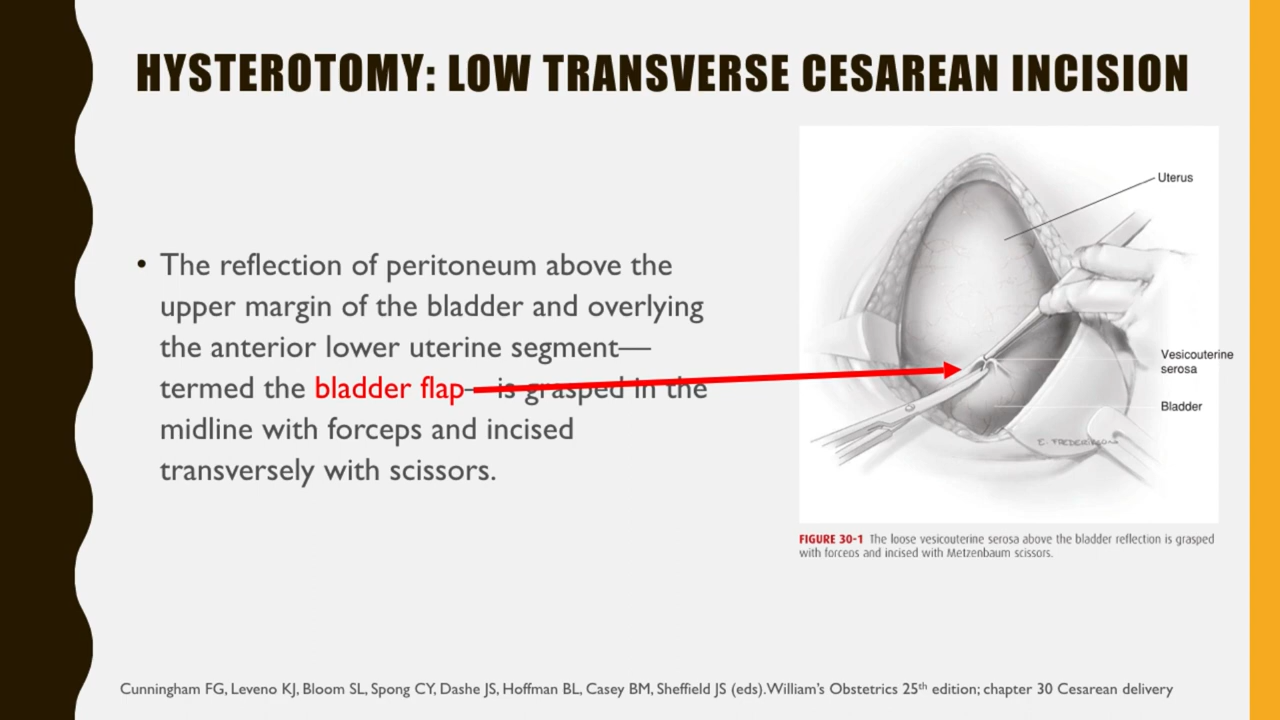 HYSTEROTOMY: LOW TRANSVERSE CESAREAN INCISION
• The reflection of peritoneum above the
upper margin of the bladder and overlying
the anterior lower uterine segment—
termed the bladder flap—is grasped in the
midline with forceps and incised
transversely with scissors.
Uterus
Vesicouterine
serosa
Bladder
E. FREDERICKSON
FIGURE 30-1 The loose vesicouterine serosa above the bladder reflection is grasped
with forceps and incised with Metzenbaum scissors.
Cunningham FG, Leveno KJ, Bloom SL, Spong CY, Dashe JS, Hoffman BL, Casey BM, Sheffield JS (eds).William's Obstetrics 25th edition; chapter 30 Cesarean delivery